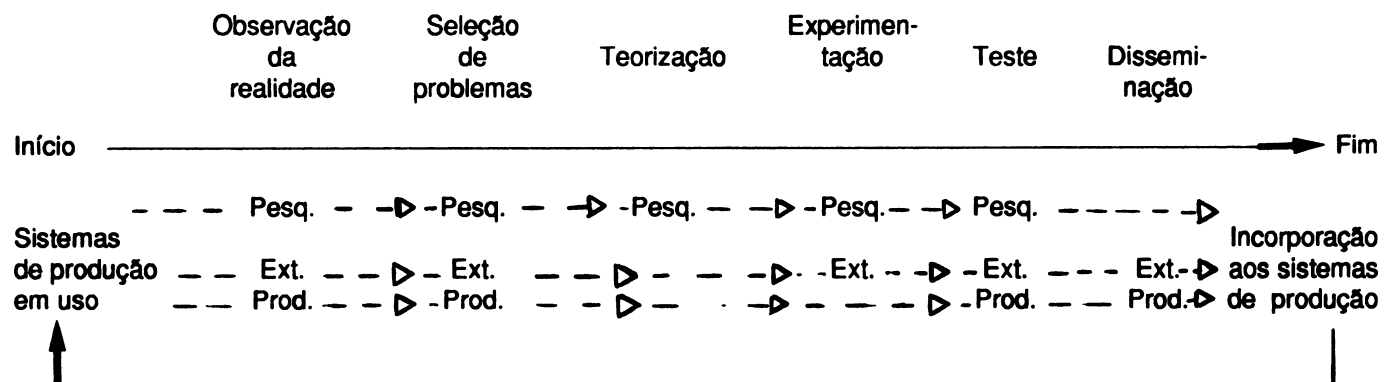 Observação
da
realidade
Seleção
de
problemas
Teorização
Experimen-
tação
Teste
Dissemi-
nação
Início
Fim
Pesq. Pesq. Pesq. Pesq. Pesq.
Sistemas
de produção
em uso
Ext. Ext. Ext. Ext. Ext.
Prod. Prod. Prod. Prod.
Incorporação
aos sistemas
de produção